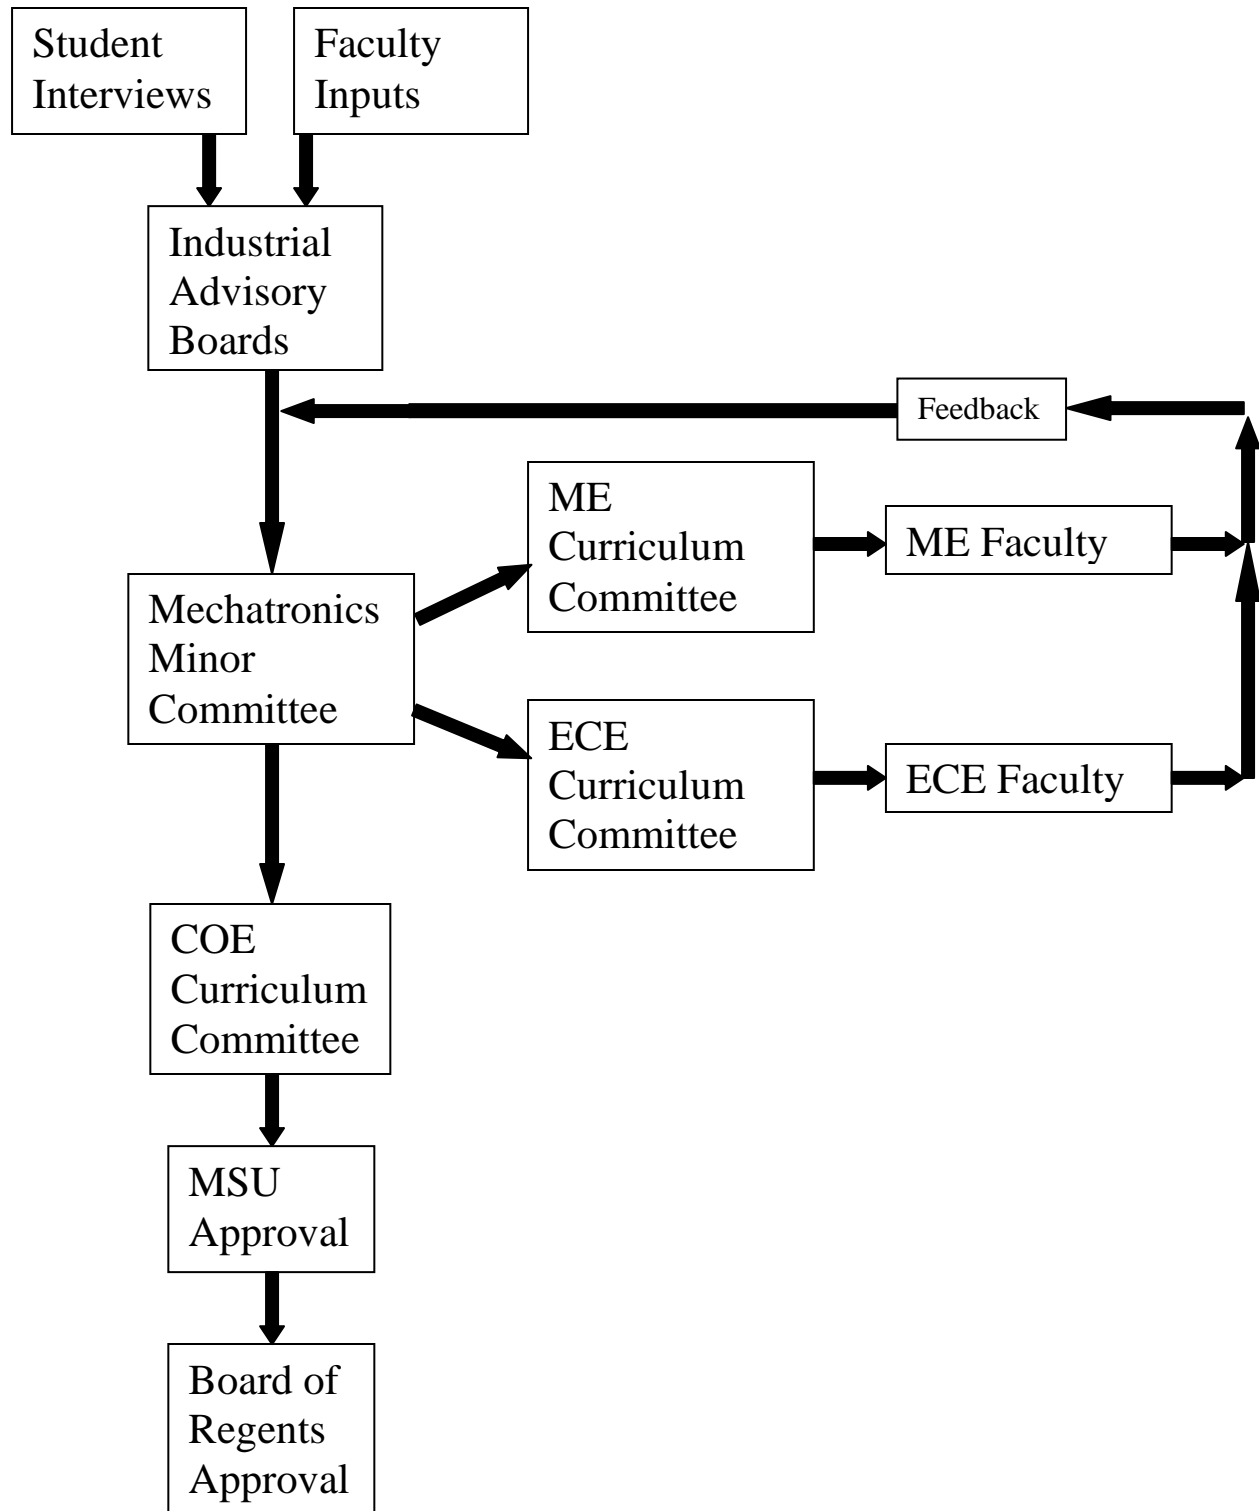 Student
Interviews
Faculty
Inputs
Industrial
Advisory
Boards
Feedback
ME
Curriculum
Committee
ME Faculty
Mechatronics
Minor
Committee
ECE
Curriculum
Committee
ECE Faculty
COE
Curriculum
Committee
MSU
Approval
Board of
Regents
Approval